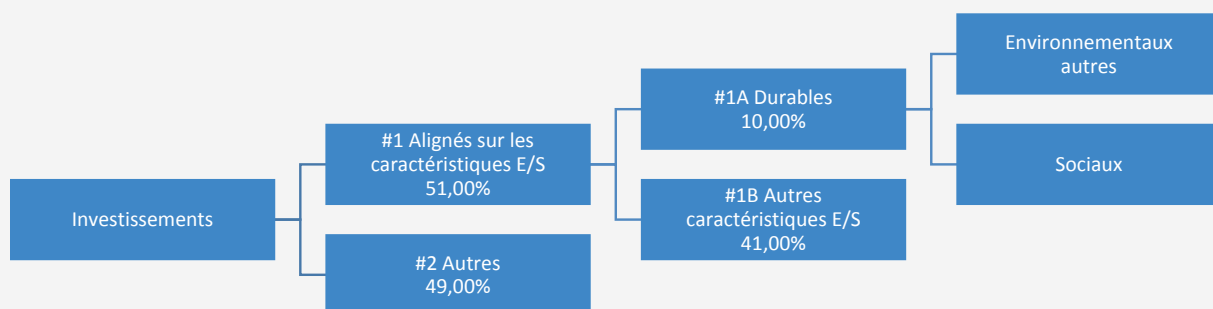 Investissements
#1 Alignés sur les
caractéristiques E/S
51,00%
#2 Autres
49,00%
#1A Durables
10,00%
#1B Autres
caractéristiques E/S
41,00%
Environnementaux
autres
Sociaux